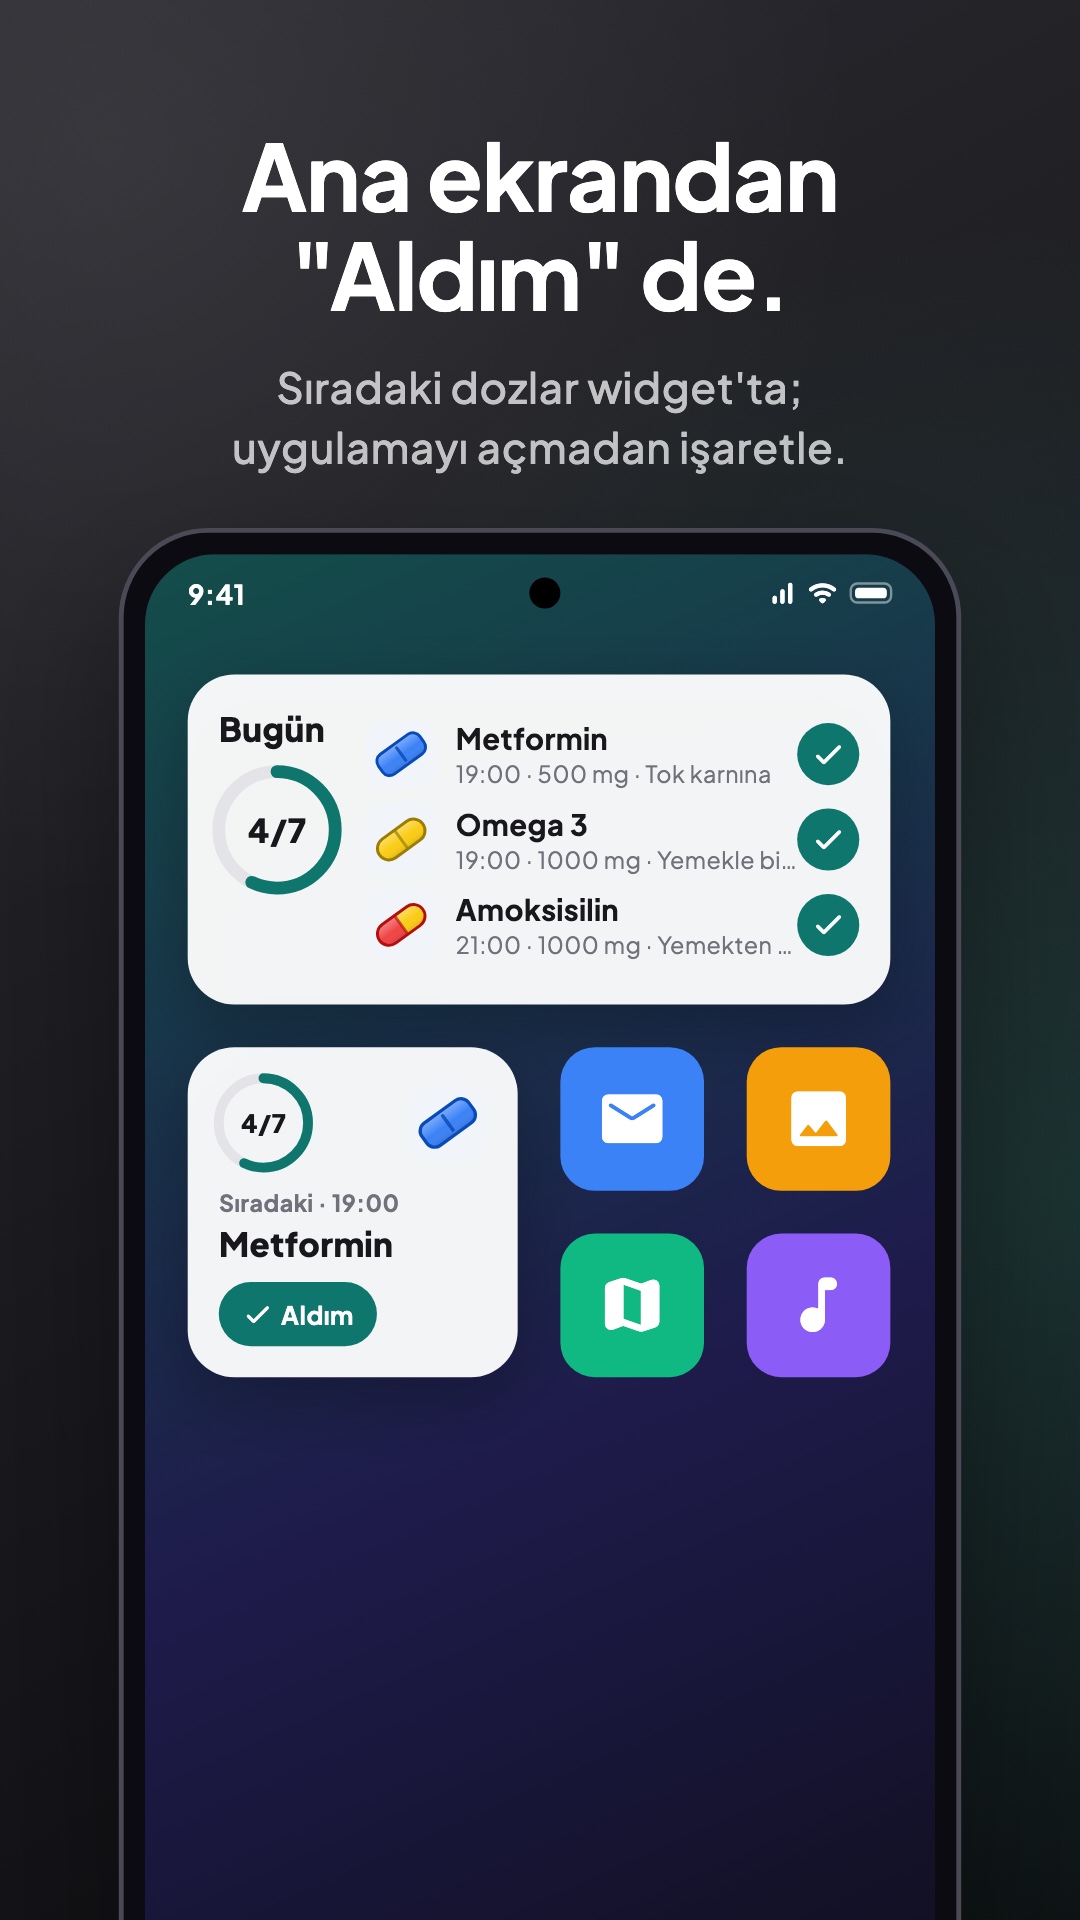 Ana ekrandan
"Aldım" de.
Sıradaki dozlar widget'ta;
uygulamayı açmadan işaretle.
9:41
Bugün
4/7
Metformin
19:00 · 500 mg · Tok karnına
Omega 3
19:00 · 1000 mg · Yemekle bi...
Amoksisilin
21:00 · 1000 mg · Yemekten ...
4/7
Sıradaki · 19:00
Metformin
Aldım